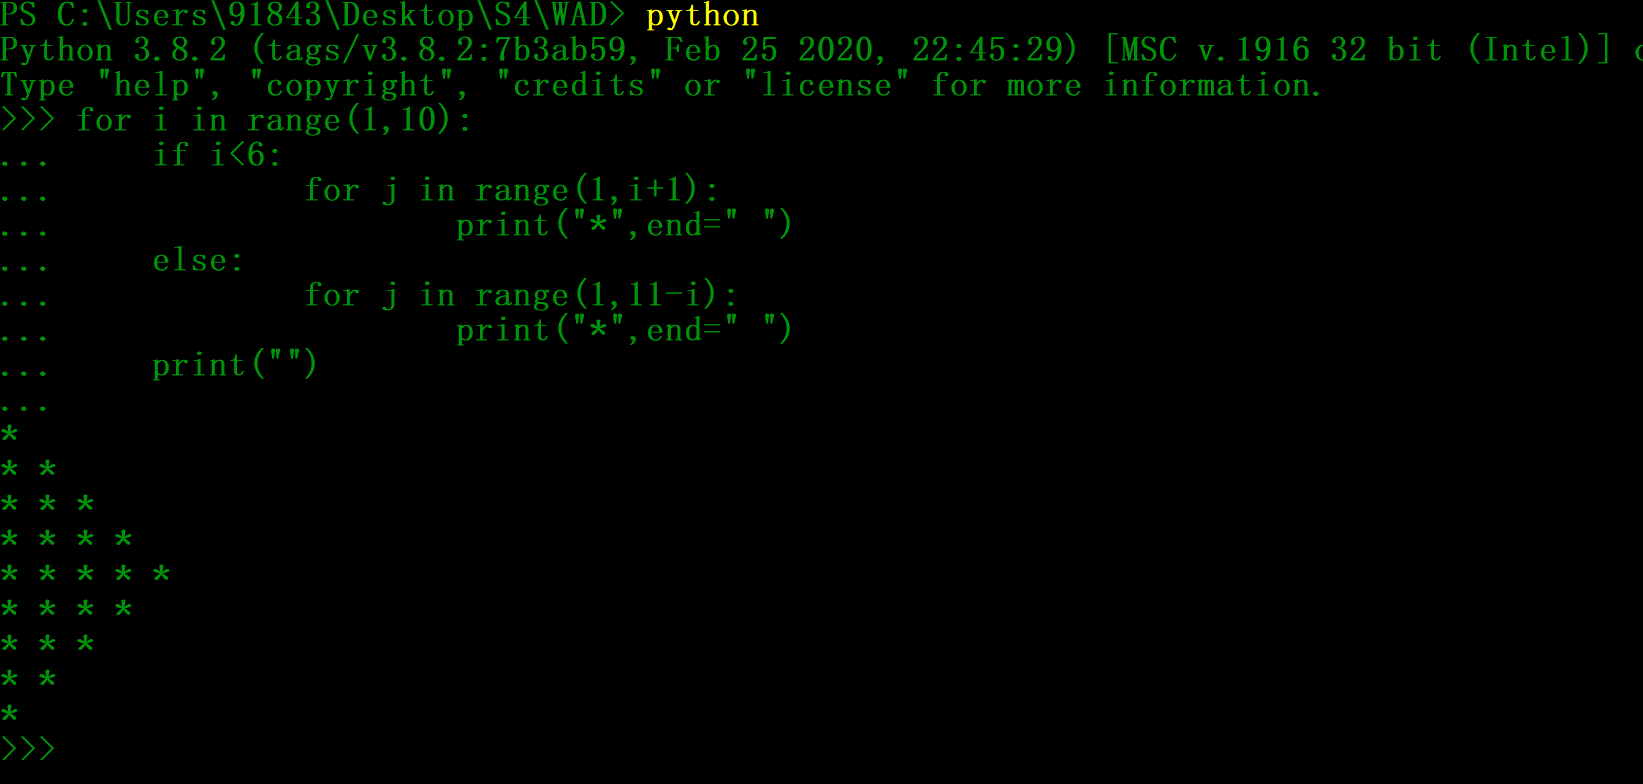 PS C:\Users\91843\Desktop\S4\WAD> python
Python 3.8.2 (tags/v3.8.2:7b3ab59, Feb 25 2020, 22:45:29) [MSC v.1916 32 bit (Intel)]
Type "help", "copyright", "credits" or "license" for more information.
>>> for i in range(1,10):
...     if i<6:
...             for j in range(1,i+1):
...                     print("*",end=" ")
...     else:
...             for j in range(1,11-i):
...                     print("*",end=" ")
...     print("")
...
*
* *
* * *
* * * *
* * * * *
* * * *
* * *
* *
*
>>>